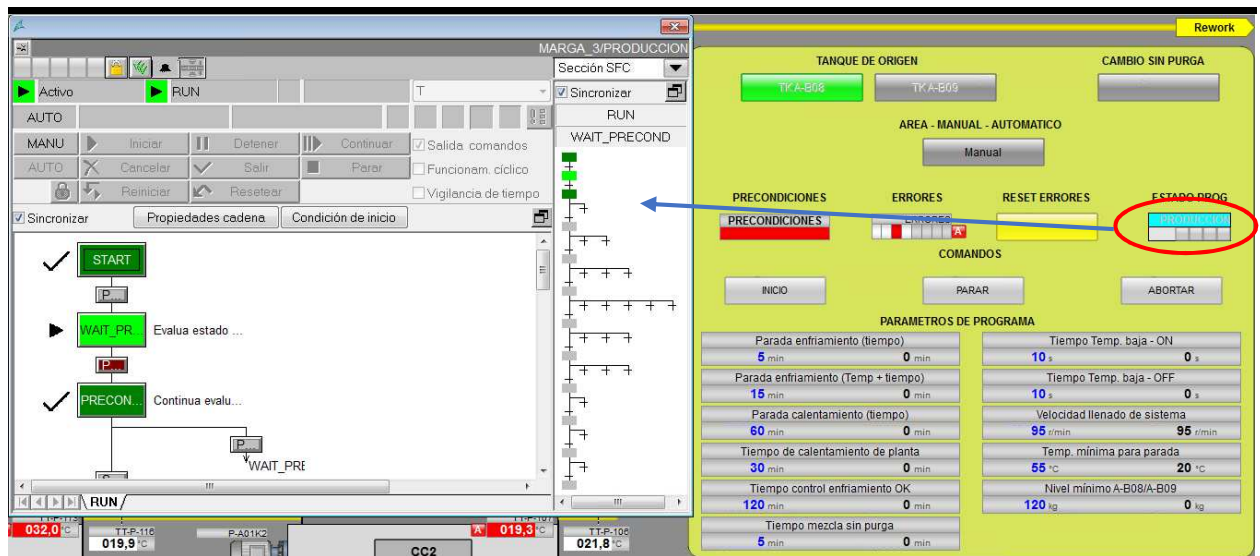 MARGA_3/PRODUCCION
Sección SFC
Activo
RUN
T
Sincronizar
AUTO
RUN
MANU
Iniciar
Detener
Continuar
Salida comandos
WAIT_PRECOND
AUTO
Cancelar
Salir
Parar
Funcionam. cíclico
Reiniciar
Resetear
Vigilancia de tiempo
Sincronizar
Propiedades cadena
Condición de inicio
START
P...
WAIT_PR...
Evalua estado ...
P...
PRECON...
Continua evalu...
P...
WAIT_PRE
RUN
032,0 °C
TT-P-116
019,9 °C
P-A01K2
CC2
019,3 °C
TT-P-106
021,8 °C
Rework
TANQUE DE ORIGEN
CAMBIO SIN PURGA
TKA-B08
TKA-B09
AREA - MANUAL - AUTOMATICO
Manual
PRECONDICIONES
ERRORES
RESET ERRORES
ESTADO PROG
PRECONDICIONES
ERRORES
PRODUCCION
COMANDOS
INICIO
PARAR
ABORTAR
PARAMETROS DE PROGRAMA
Parada enfriamiento (tiempo)
5 min 0 min
Tiempo Temp. baja - ON
10 s 0 s
Parada enfriamiento (Temp + tiempo)
15 min 0 min
Tiempo Temp. baja - OFF
10 s 0 s
Parada calentamiento (tiempo)
60 min 0 min
Velocidad llenado de sistema
95 r/min 95 r/min
Tiempo de calentamiento de planta
30 min 0 min
Temp. mínima para parada
55 °C 20 °C
Tiempo control enfriamiento OK
120 min 0 min
Nivel mínimo A-B08/A-B09
120 kg 0 kg
Tiempo mezcla sin purga
5 min 0 min